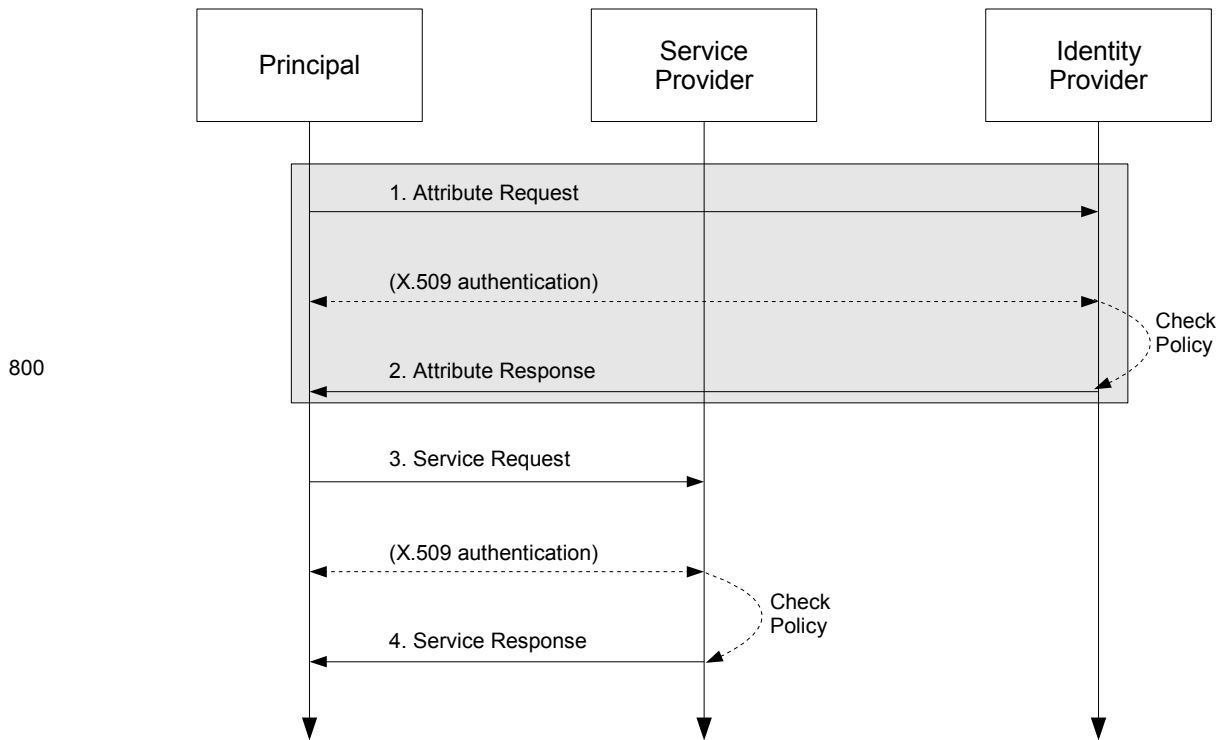 Principal
Service
Provider
Identity
Provider
1. Attribute Request
(X.509 authentication)
Check
Policy
800
2. Attribute Response
3. Service Request
(X.509 authentication)
Check
Policy
4. Service Response